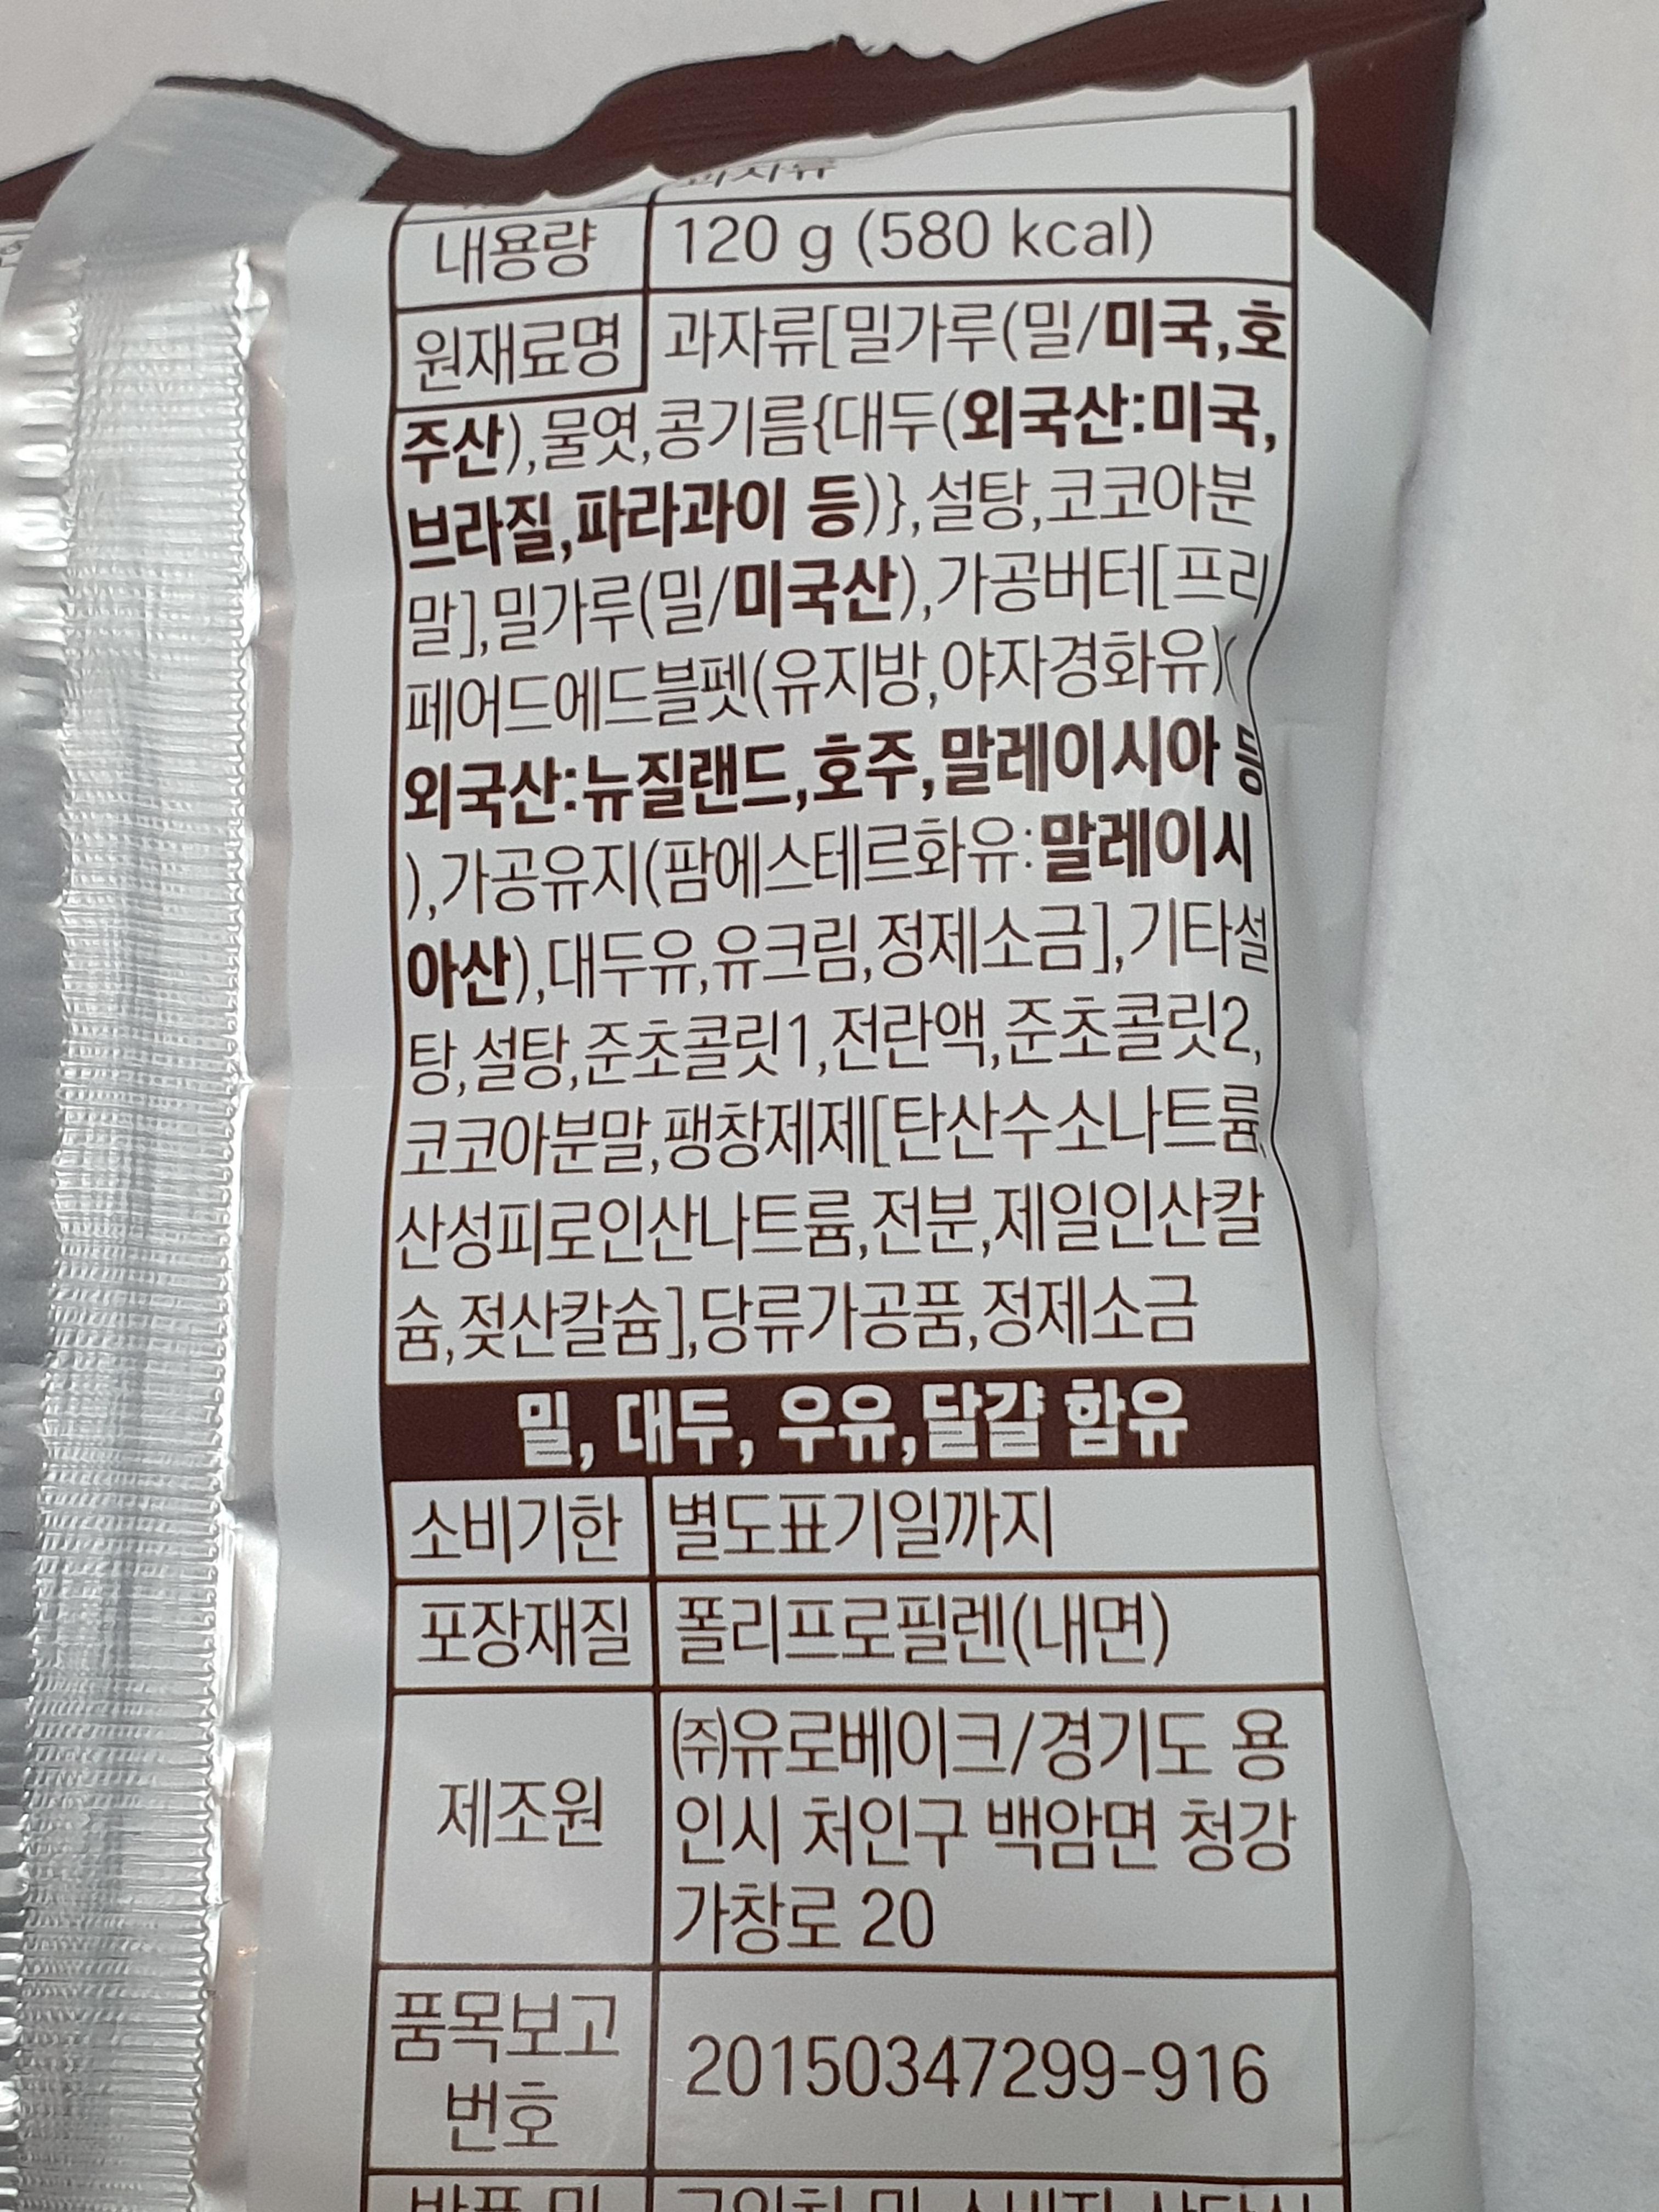 내용량 120 g (580 kcal)
원재료명 과자류[밀가루(밀/미국,호
주산),물엿,콩기름{대두(외국산:미국,
브라질,파라과이 등)},설탕,코코아분
말],밀가루(밀/미국산),가공버터[프리
페어드에드블펫(유지방,야자경화유)(
외국산:뉴질랜드,호주,말레이시아 등
),가공유지(팜에스테르화유:말레이시
아산),대두유,유크림,정제소금],기타설
탕,설탕,준초콜릿1,전란액,준초콜릿2,
코코아분말,팽창제제[탄산수소나트륨
산성피로인산나트륨,전분,제일인산칼
슘,젖산칼슘],당류가공품,정제소금
밀, 대두, 우유,달걀 함유
소비기한 별도표기일까지
포장재질 폴리프로필렌(내면)
제조원 ㈜유로베이크/경기도 용
인시 처인구 백암면 청강
가창로 20
품목보고
번호 20150347299-916